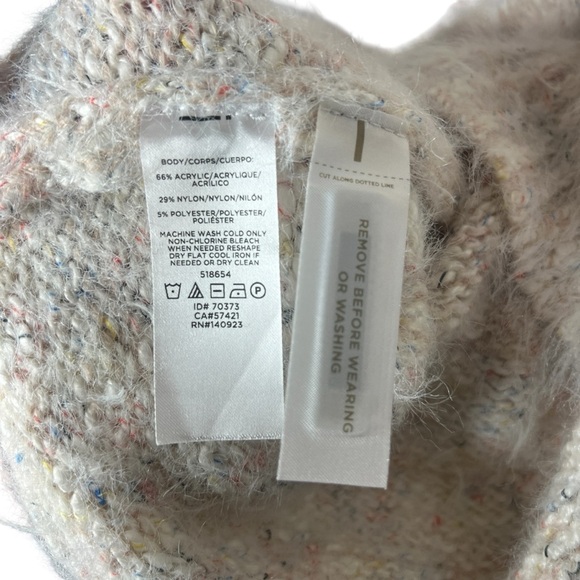 BODY/CORPS/CUERPO:
66% ACRYLIC/ACRYLIQUE/
ACRÍLICO
29% NYLON/NYLON/NILÓN
5% POLYESTER/POLYESTER/
POLIÉSTER
MACHINE WASH COLD ONLY
NON-CHLORINE BLEACH
WHEN NEEDED RESHAPE
DRY FLAT COOL IRON IF
NEEDED OR DRY CLEAN
518654
P
ID# 70373
CA#57421
RN#140923
CUT ALONG DOTTED LINE
REMOVE BEFORE WEARING
OR WASHING